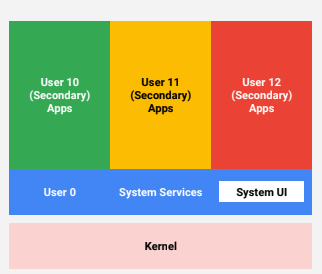 User 10
(Secondary)
Apps
User 11
(Secondary)
Apps
User 12
(Secondary)
Apps
User 0
System Services
System UI
Kernel